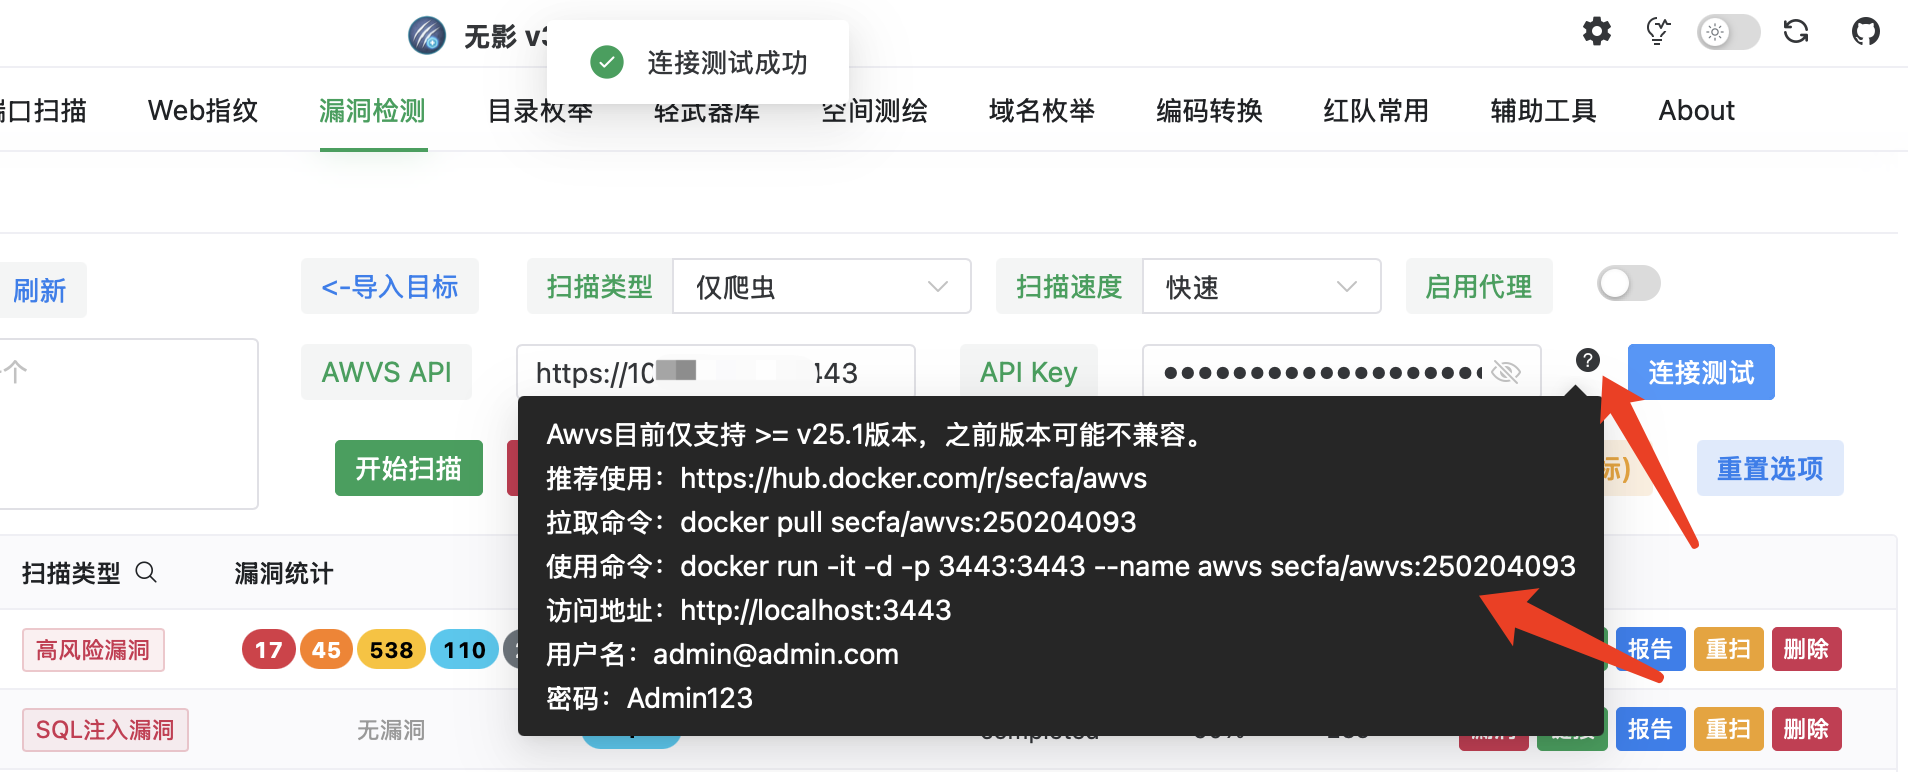 无影 v3
连接测试成功
口扫描 Web指纹 漏洞检测 目录枚举 轻武器库 空间测绘 域名枚举 编码转换 红队常用 辅助工具 About
刷新 <-导入目标 扫描类型 仅爬虫 扫描速度 快速 启用代理
个 AWVS API https://10 443 API Key ? 连接测试
Awvs目前仅支持 >= v25.1版本，之前版本可能不兼容。
推荐使用：https://hub.docker.com/r/secfa/awvs
拉取命令：docker pull secfa/awvs:250204093
使用命令：docker run -it -d -p 3443:3443 --name awvs secfa/awvs:250204093
访问地址：http://localhost:3443
用户名：admin@admin.com
密码：Admin123
开始扫描 标) 重置选项
扫描类型 漏洞统计
高风险漏洞 17 45 538 110 报告 重扫 删除
SQL注入漏洞 无漏洞 completed 漏洞 链接 报告 重扫 删除